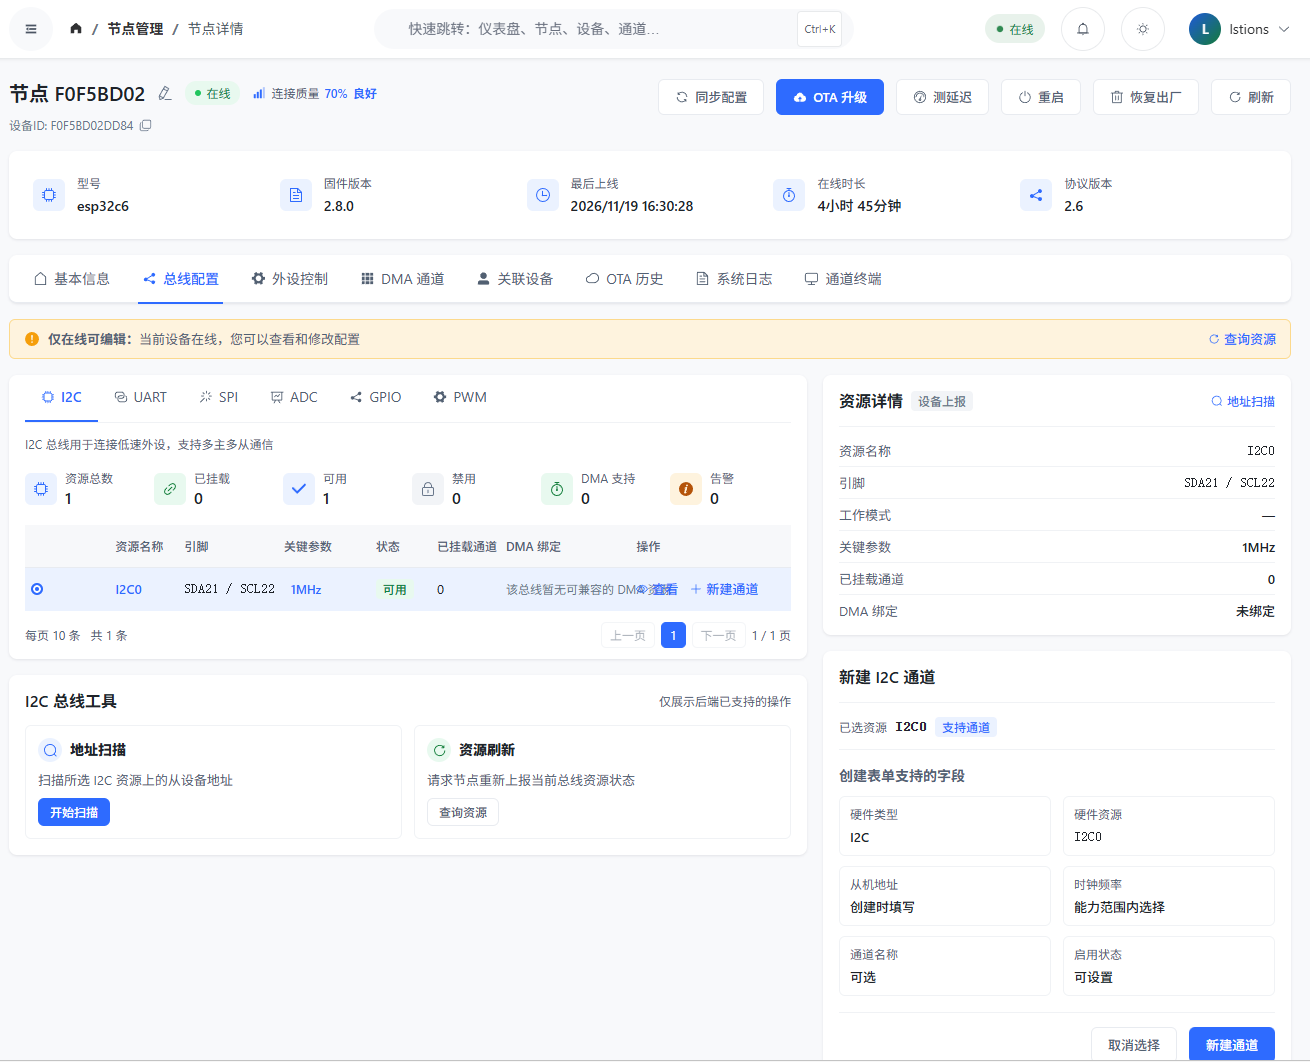 / 节点管理 / 节点详情
快速跳转：仪表盘、节点、设备、通道...
Ctrl+K
在线
L
Istions
节点 F0F5BD02
在线
连接质量 70% 良好
同步配置
OTA 升级
测延迟
重启
恢复出厂
刷新
设备ID: F0F5BD02DD84
型号
esp32c6
固件版本
2.8.0
最后上线
2026/11/19 16:30:28
在线时长
4小时 45分钟
协议版本
2.6
基本信息
总线配置
外设控制
DMA 通道
关联设备
OTA 历史
系统日志
通道终端
仅在线可编辑：当前设备在线，您可以查看和修改配置
查询资源
I2C
UART
SPI
ADC
GPIO
PWM
I2C 总线用于连接低速外设，支持多主多从通信
资源总数
1
已挂载
0
可用
1
禁用
0
DMA 支持
0
告警
0
资源名称 引脚 关键参数 状态 已挂载通道 DMA 绑定 操作
I2C0 SDA21 / SCL22 1MHz 可用 0 该总线暂无可兼容的 DMA 查看 新建通道
每页 10 条 共 1 条
上一页 1 下一页 1 / 1 页
I2C 总线工具
仅展示后端已支持的操作
地址扫描
扫描所选 I2C 资源上的从设备地址
开始扫描
资源刷新
请求节点重新上报当前总线资源状态
查询资源
资源详情 设备上报
地址扫描
资源名称 I2C0
引脚 SDA21 / SCL22
工作模式 —
关键参数 1MHz
已挂载通道 0
DMA 绑定 未绑定
新建 I2C 通道
已选资源 I2C0 支持通道
创建表单支持的字段
硬件类型
I2C
硬件资源
I2C0
从机地址
创建时填写
时钟频率
能力范围内选择
通道名称
可选
启用状态
可设置
取消选择
新建通道